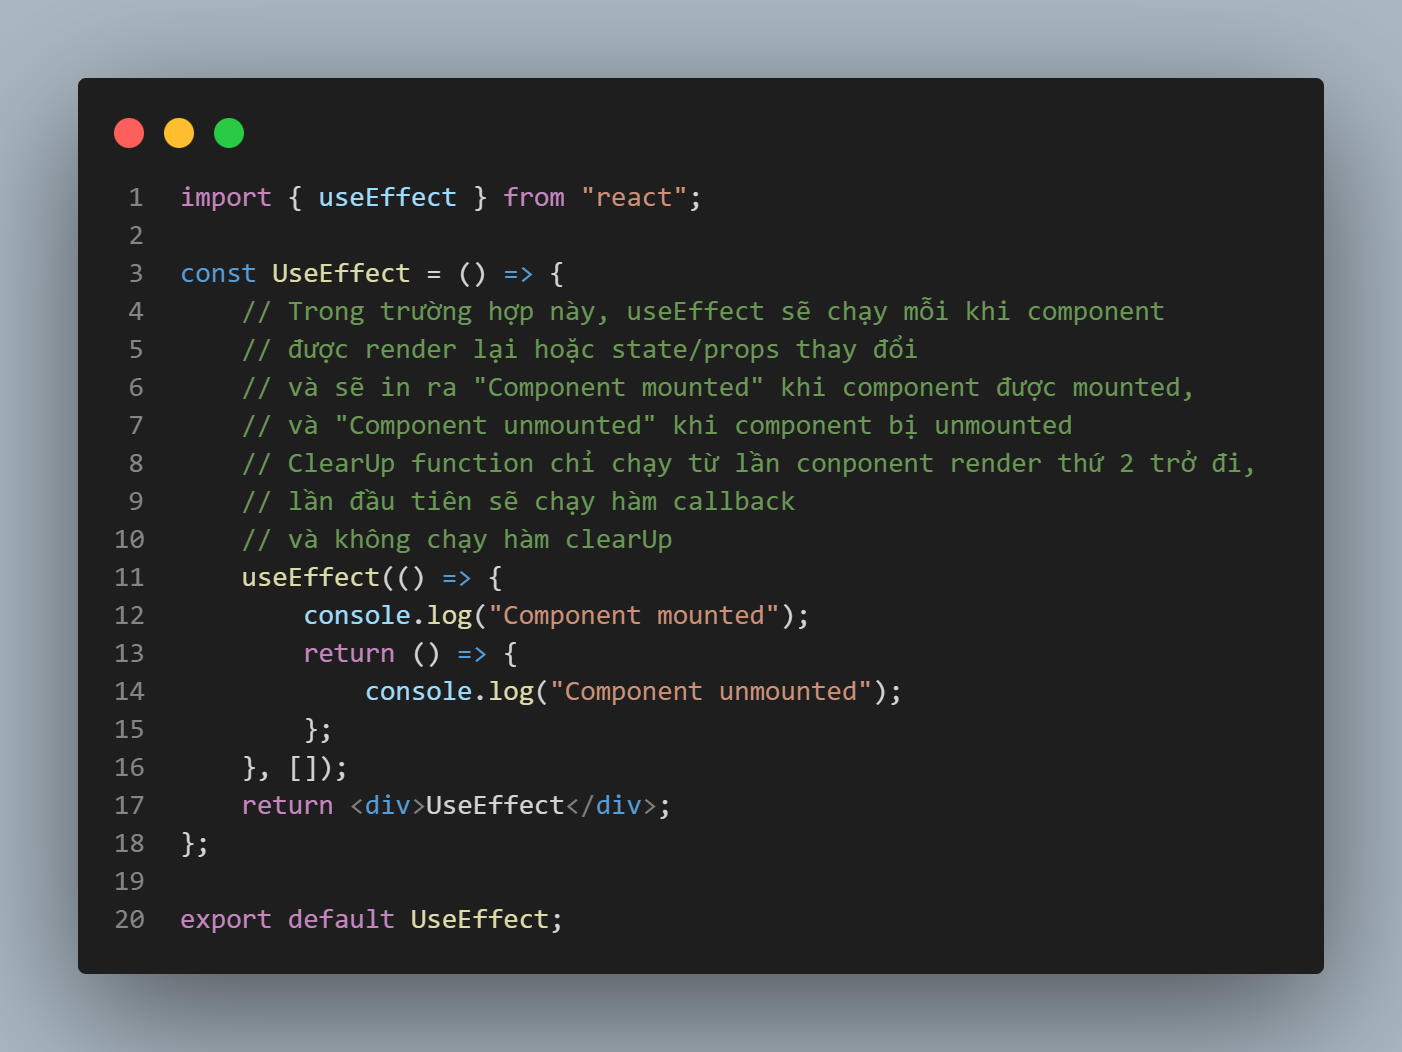 1 import { useEffect } from "react";
2
3 const UseEffect = () => {
4 // Trong trường hợp này, useEffect sẽ chạy mỗi khi component
5 // được render lại hoặc state/props thay đổi
6 // và sẽ in ra "Component mounted" khi component được mounted,
7 // và "Component unmounted" khi component bị unmounted
8 // ClearUp function chỉ chạy từ lần conponent render thứ 2 trở đi,
9 // lần đầu tiên sẽ chạy hàm callback
10 // và không chạy hàm clearUp
11 useEffect(() => {
12 console.log("Component mounted");
13 return () => {
14 console.log("Component unmounted");
15 };
16 }, []);
17 return <div>UseEffect</div>;
18 };
19
20 export default UseEffect;